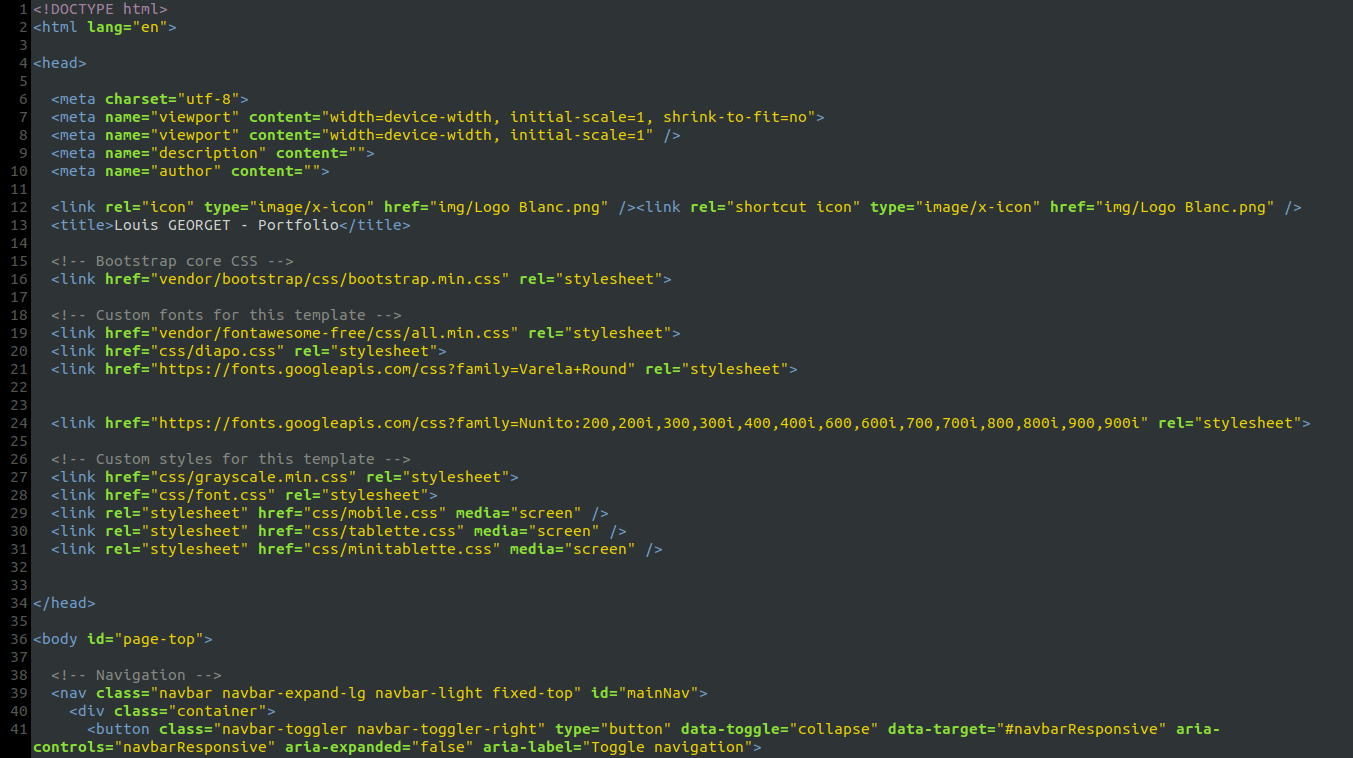 1 <!DOCTYPE html>
2 <html lang="en">
3
4 <head>
5
6   <meta charset="utf-8">
7   <meta name="viewport" content="width=device-width, initial-scale=1, shrink-to-fit=no">
8   <meta name="viewport" content="width=device-width, initial-scale=1" />
9   <meta name="description" content="">
10   <meta name="author" content="">
11
12   <link rel="icon" type="image/x-icon" href="img/Logo Blanc.png" /><link rel="shortcut icon" type="image/x-icon" href="img/Logo Blanc.png" />
13   <title>Louis GEORGET - Portfolio</title>
14
15   <!-- Bootstrap core CSS -->
16   <link href="vendor/bootstrap/css/bootstrap.min.css" rel="stylesheet">
17
18   <!-- Custom fonts for this template -->
19   <link href="vendor/fontawesome-free/css/all.min.css" rel="stylesheet">
20   <link href="css/diapo.css" rel="stylesheet">
21   <link href="https://fonts.googleapis.com/css?family=Varela+Round" rel="stylesheet">
22
23
24   <link href="https://fonts.googleapis.com/css?family=Nunito:200,200i,300,300i,400,400i,600,600i,700,700i,800,800i,900,900i" rel="stylesheet">
25
26   <!-- Custom styles for this template -->
27   <link href="css/grayscale.min.css" rel="stylesheet">
28   <link href="css/font.css" rel="stylesheet">
29   <link rel="stylesheet" href="css/mobile.css" media="screen" />
30   <link rel="stylesheet" href="css/tablette.css" media="screen" />
31   <link rel="stylesheet" href="css/minitablette.css" media="screen" />
32
33
34 </head>
35
36 <body id="page-top">
37
38   <!-- Navigation -->
39   <nav class="navbar navbar-expand-lg navbar-light fixed-top" id="mainNav">
40     <div class="container">
41       <button class="navbar-toggler navbar-toggler-right" type="button" data-toggle="collapse" data-target="#navbarResponsive" aria-
controls="navbarResponsive" aria-expanded="false" aria-label="Toggle navigation">